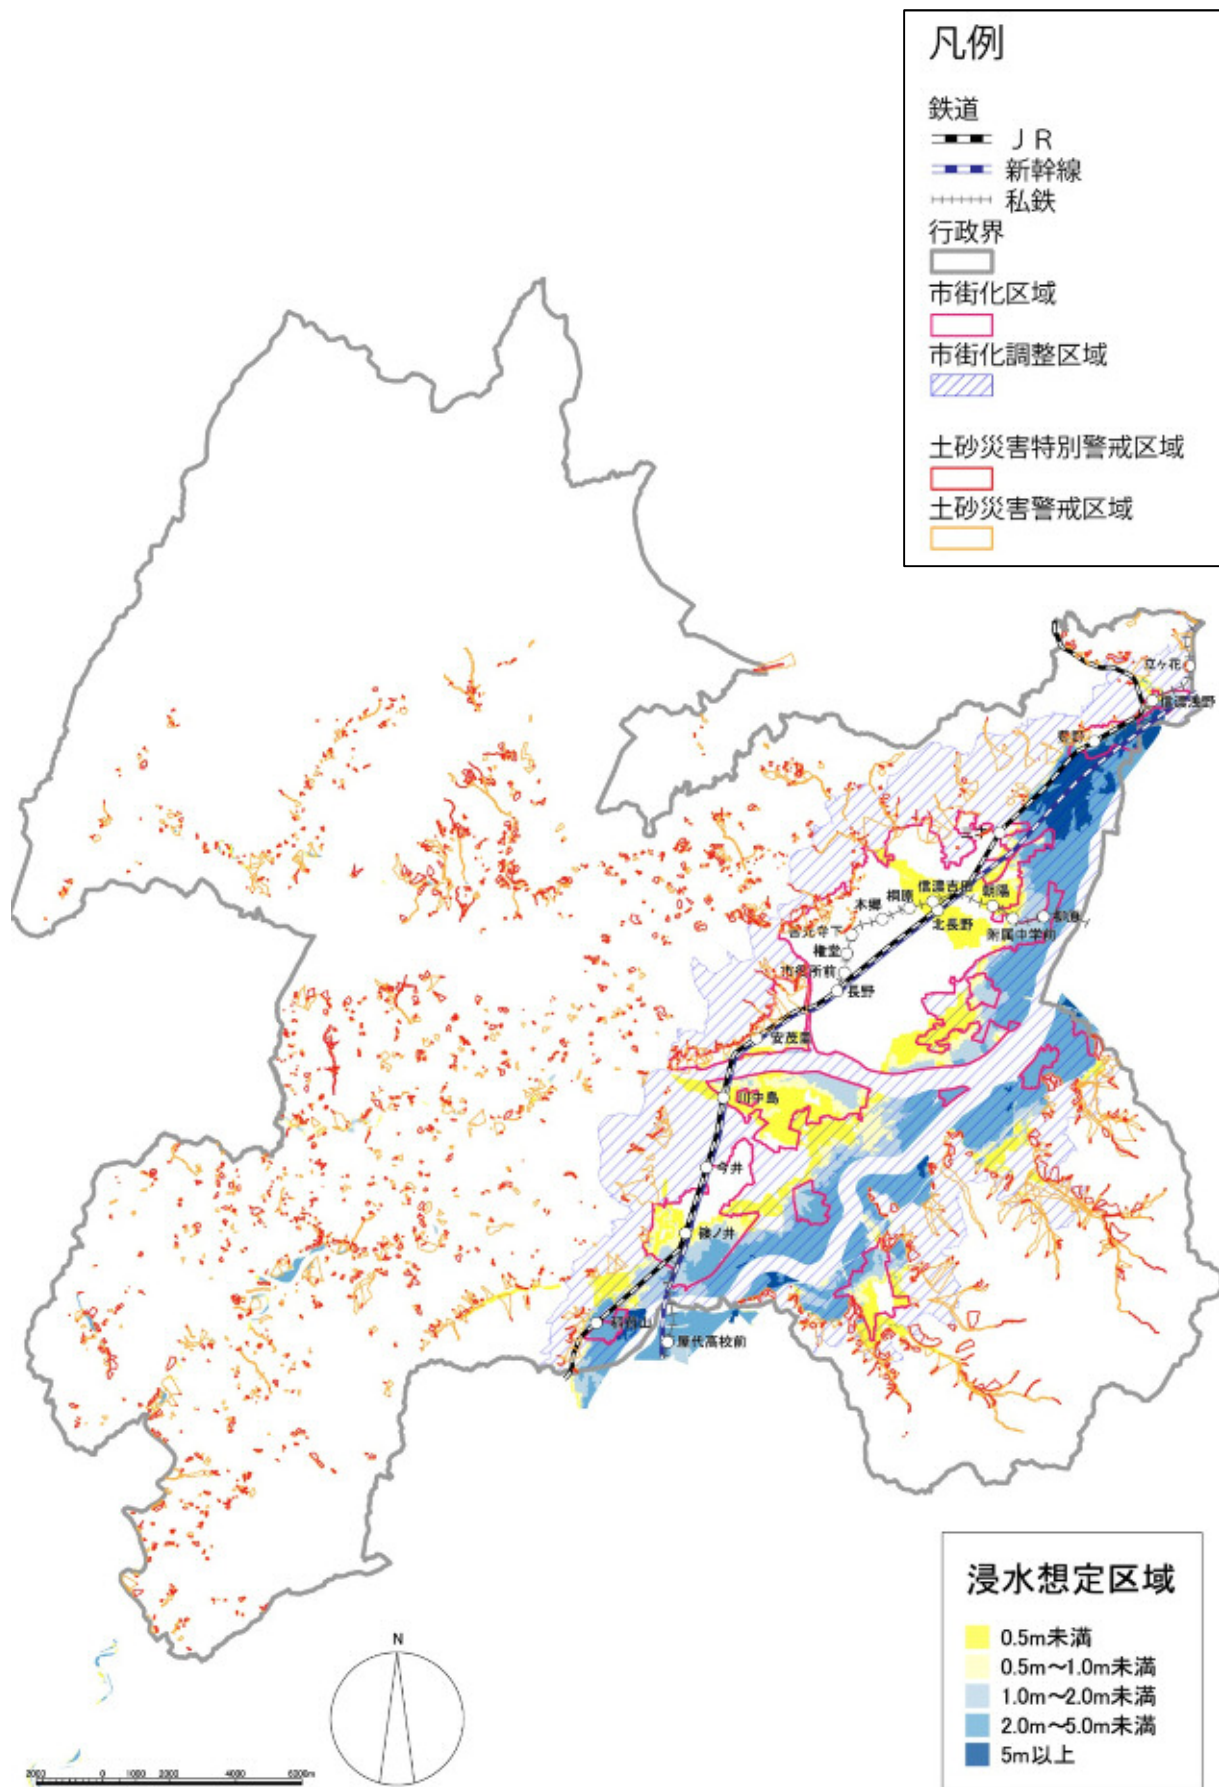 凡例
鉄道
ＪＲ
新幹線
私鉄
行政界
市街化区域
市街化調整区域
土砂災害特別警戒区域
土砂災害警戒区域
立ヶ花
信濃浅野
豊野
三才
信濃吉田
朝陽
桐原
本郷
北長野
附属中学前
善光寺下
権堂
市役所前
長野
安茂里
川中島
今井
篠ノ井
稲荷山
屋代高校前
浸水想定区域
0.5m未満
0.5m～1.0m未満
1.0m～2.0m未満
2.0m～5.0m未満
5m以上
N
2000 0 1000 2000 4000 6000m